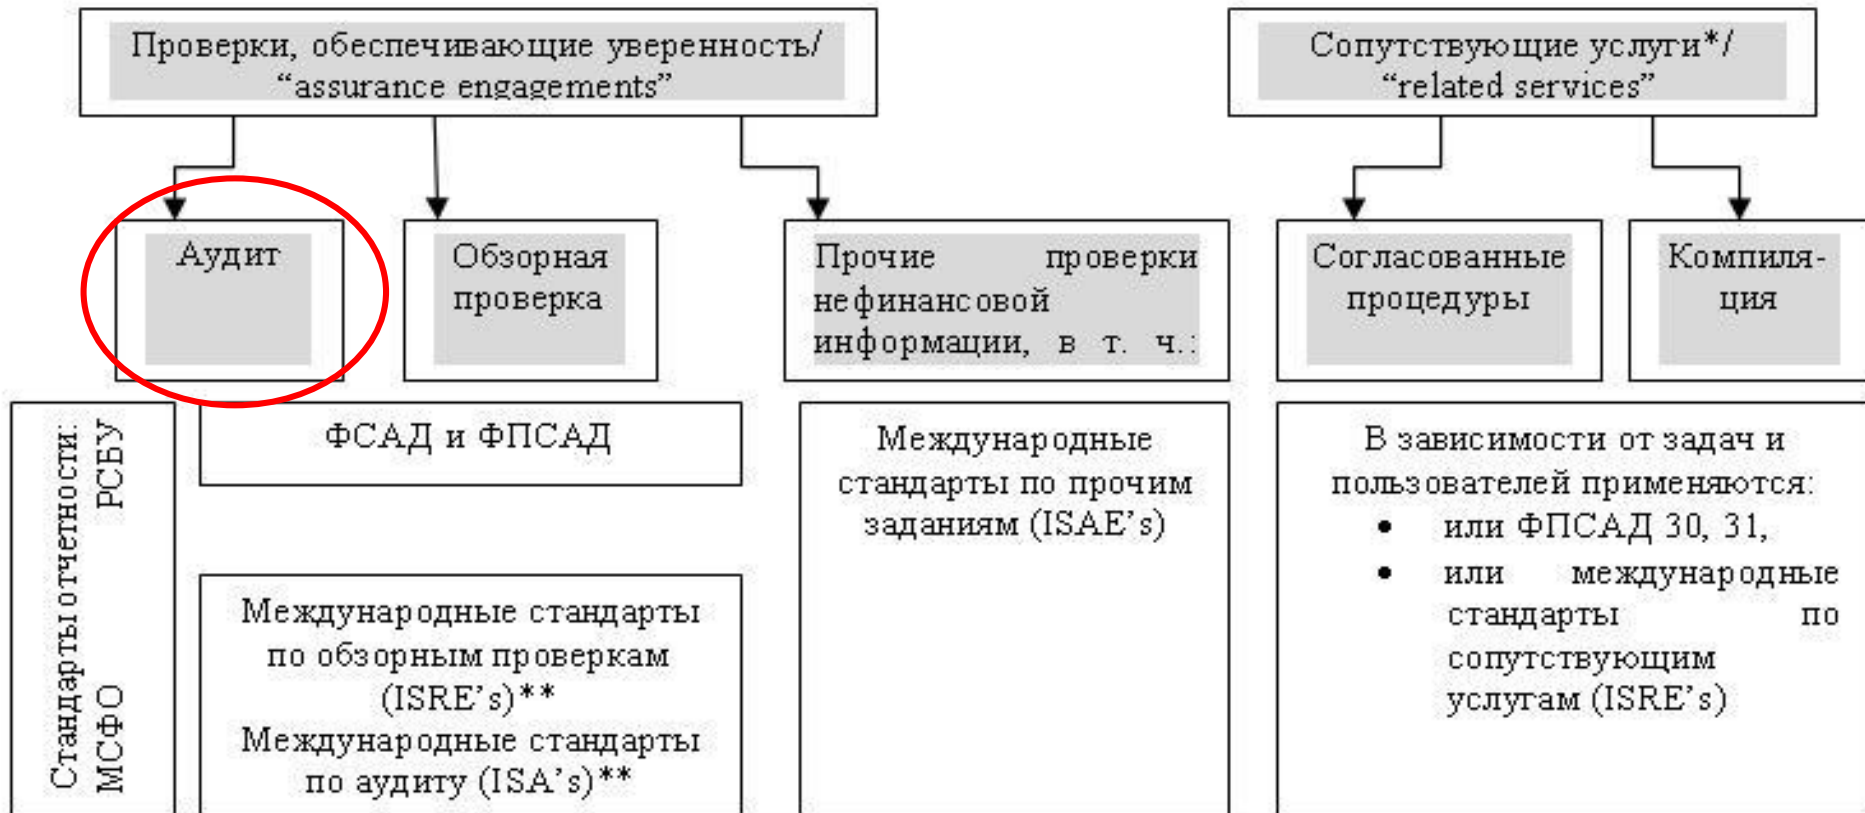 Проверки, обеспечивающие уверенность/
“assurance engagements”
Сопутствующие услуги*/
“related services”
Аудит
Обзорная
проверка
Прочие проверки
нефинансовой
информации, в т. ч.:
Согласованные
процедуры
Компиля-
ция
Стандарты отчетности:
МСФО РСБУ
ФСАД и ФПСАД
Международные стандарты
по обзорным проверкам
(ISRE’s)**
Международные стандарты
по аудиту (ISA’s)**
Международные
стандарты по прочим
заданиям (ISAE’s)
В зависимости от задач и
пользователей применяются:
• или ФПСАД 30, 31,
• или международные
стандарты по
сопутствующим
услугам (ISRE’s)